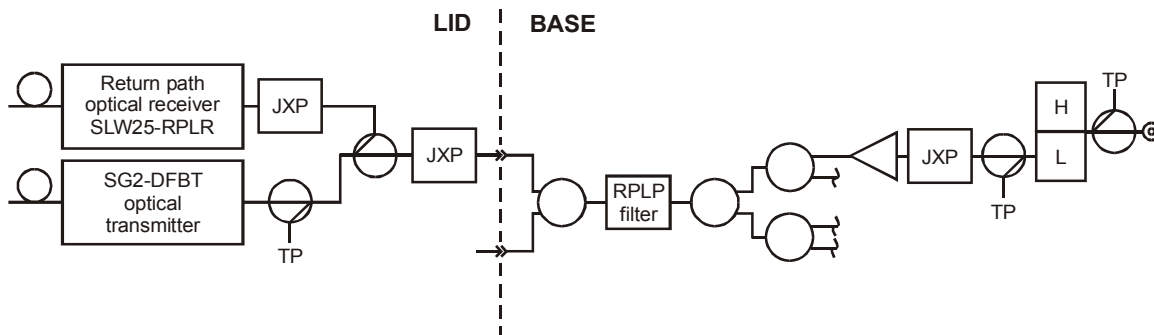 LID
BASE
Return path
optical receiver
SLW25-RPLR
JXP
JXP
SG2-DFBT
optical
transmitter
TP
RPLP
filter
JXP
TP
H
L
TP